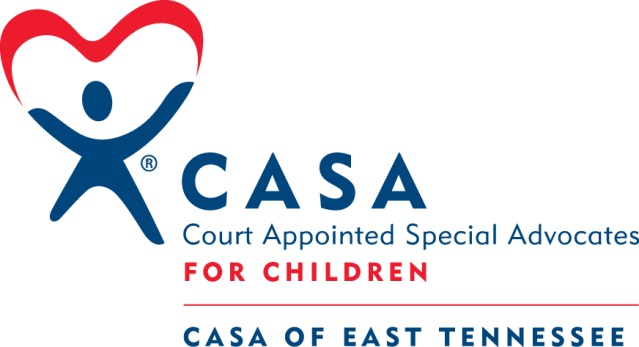 ® CASA
Court Appointed Special Advocates
FOR CHILDREN
CASA OF EAST TENNESSEE